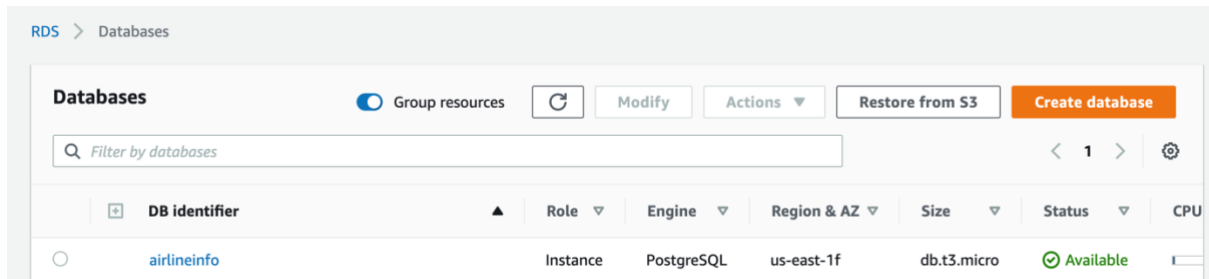 RDS > Databases
Databases Group resources Modify Actions Restore from S3 Create database
Filter by databases 1
DB identifier Role Engine Region & AZ Size Status CPU
airlineinfo Instance PostgreSQL us-east-1f db.t3.micro Available